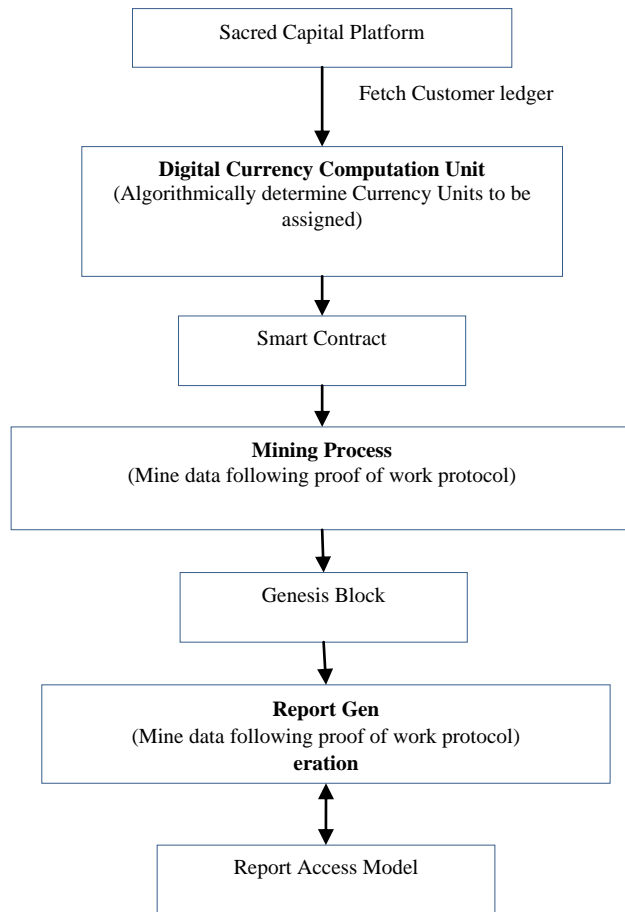 Sacred Capital Platform
Fetch Customer ledger
Digital Currency Computation Unit
(Algorithmically determine Currency Units to be
assigned)
Smart Contract
Mining Process
(Mine data following proof of work protocol)
Genesis Block
Report Gen
(Mine data following proof of work protocol)
eration
Report Access Model